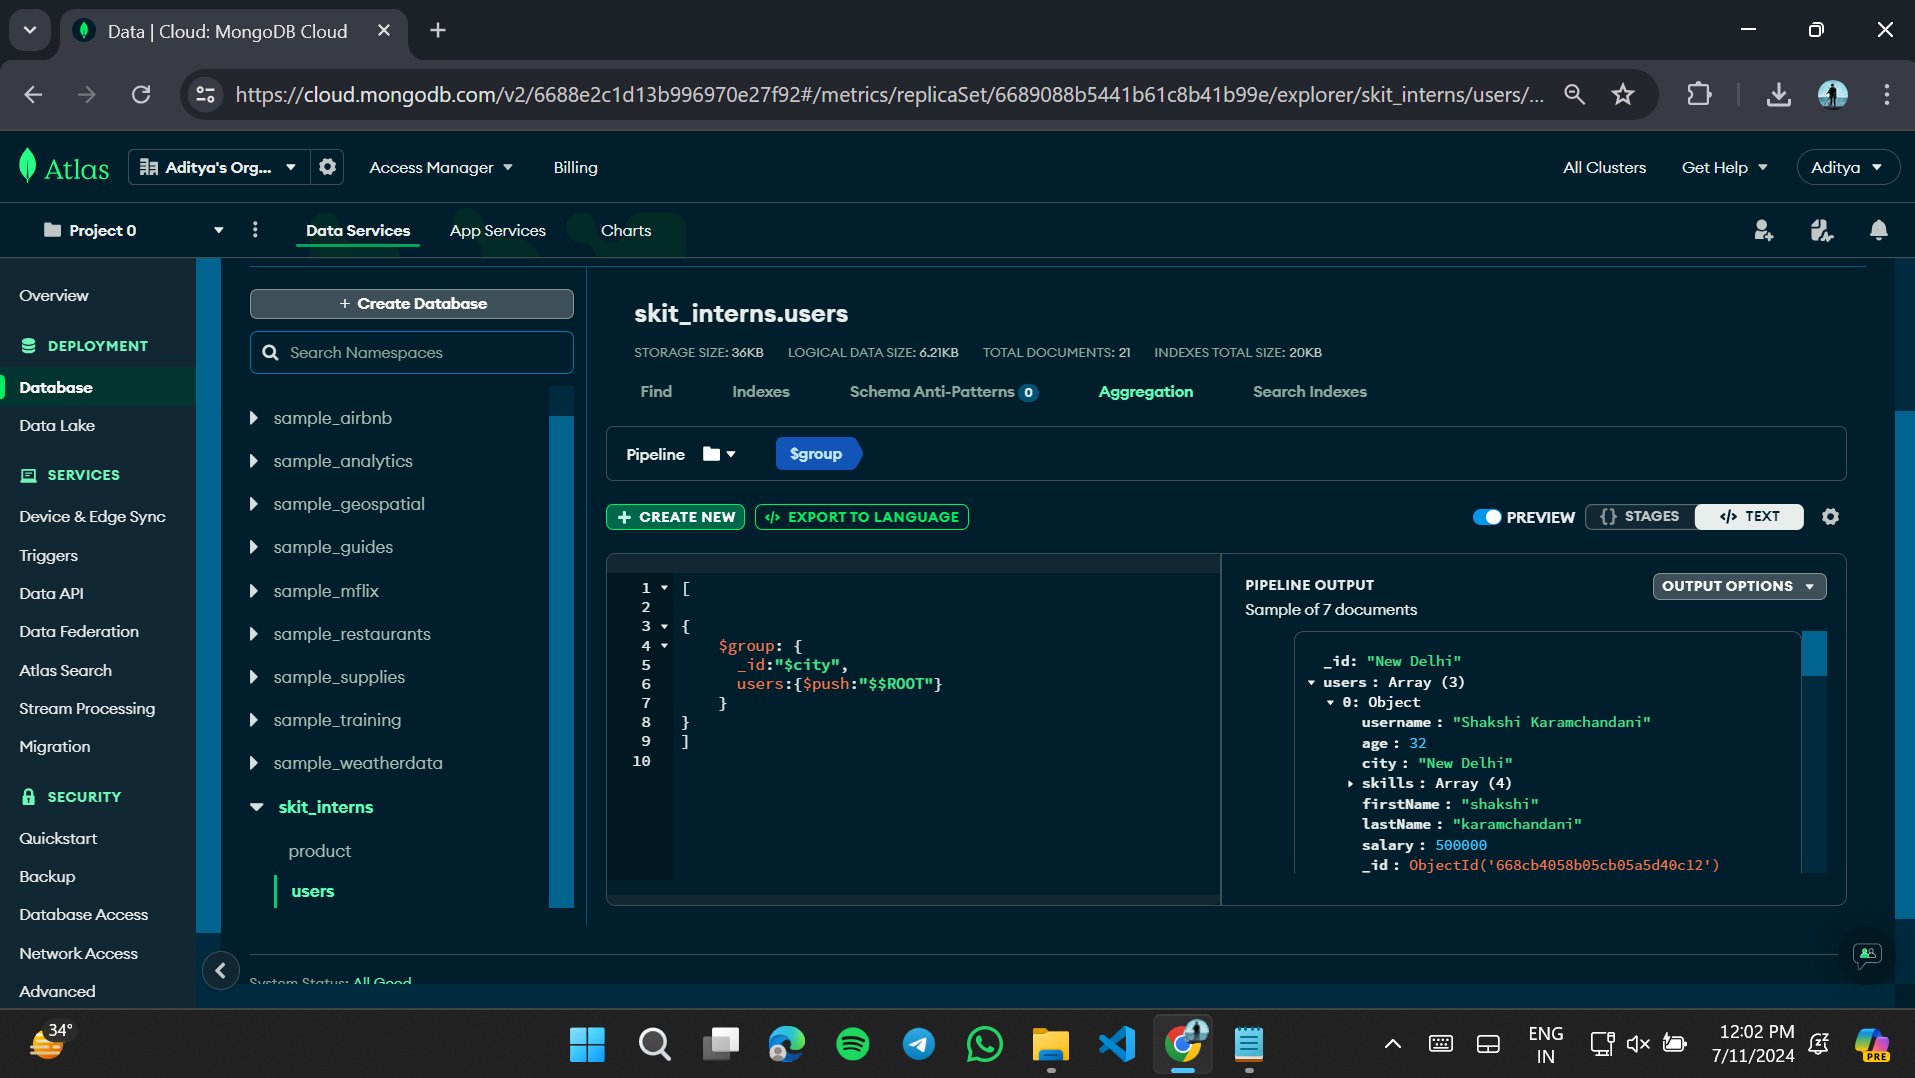 Data | Cloud: MongoDB Cloud
https://cloud.mongodb.com/v2/6688e2c1d13b996970e27f92#/metrics/replicaSet/6689088b5441b61c8b41b99e/explorer/skit_interns/users/...
Atlas
Aditya's Org...
Access Manager
Billing
All Clusters
Get Help
Aditya
Project 0
Data Services
App Services
Charts
Overview
DEPLOYMENT
Database
Data Lake
SERVICES
Device & Edge Sync
Triggers
Data API
Data Federation
Atlas Search
Stream Processing
Migration
SECURITY
Quickstart
Backup
Database Access
Network Access
Advanced
+ Create Database
Search Namespaces
sample_airbnb
sample_analytics
sample_geospatial
sample_guides
sample_mflix
sample_restaurants
sample_supplies
sample_training
sample_weatherdata
skit_interns
product
users
skit_interns.users
STORAGE SIZE: 36KB LOGICAL DATA SIZE: 6.21KB TOTAL DOCUMENTS: 21 INDEXES TOTAL SIZE: 20KB
Find
Indexes
Schema Anti-Patterns 0
Aggregation
Search Indexes
Pipeline
$group
+ CREATE NEW
</> EXPORT TO LANGUAGE
PREVIEW
{} STAGES
</> TEXT
1 [
2
3 {
4 $group: {
5 _id:"$city",
6 users:{$push:"$$ROOT"}
7 }
8 }
9 ]
10
PIPELINE OUTPUT
Sample of 7 documents
OUTPUT OPTIONS
_id: "New Delhi"
users : Array (3)
0: Object
username : "Shakshi Karamchandani"
age : 32
city : "New Delhi"
skills : Array (4)
firstName : "shakshi"
lastName : "karamchandani"
salary : 500000
_id : ObjectId('668cb4058b05cb05a5d40c12')
System Status: All Good
34°
ENG
IN
12:02 PM
7/11/2024
PRE